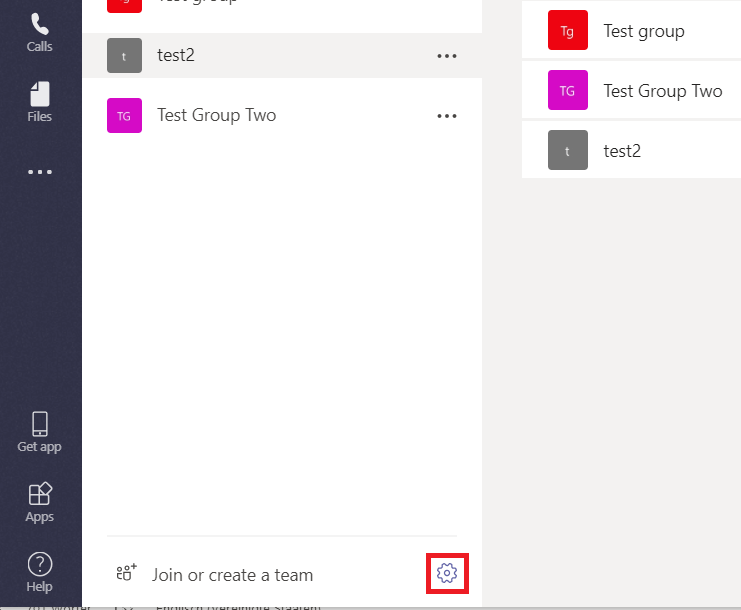 Calls
Files
Get app
Apps
Help
Test group
t
test2
TG
Test Group Two
Join or create a team
Tg
Test group
TG
Test Group Two
t
test2